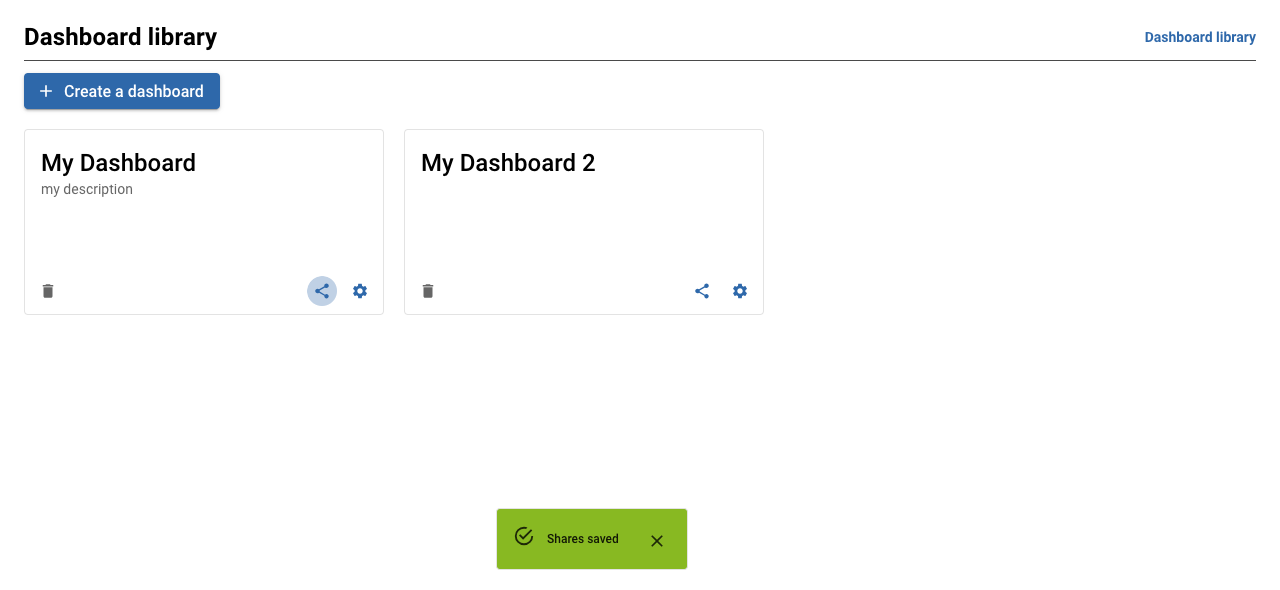 Dashboard library
Dashboard library
Create a dashboard
My Dashboard
my description
My Dashboard 2
Shares saved